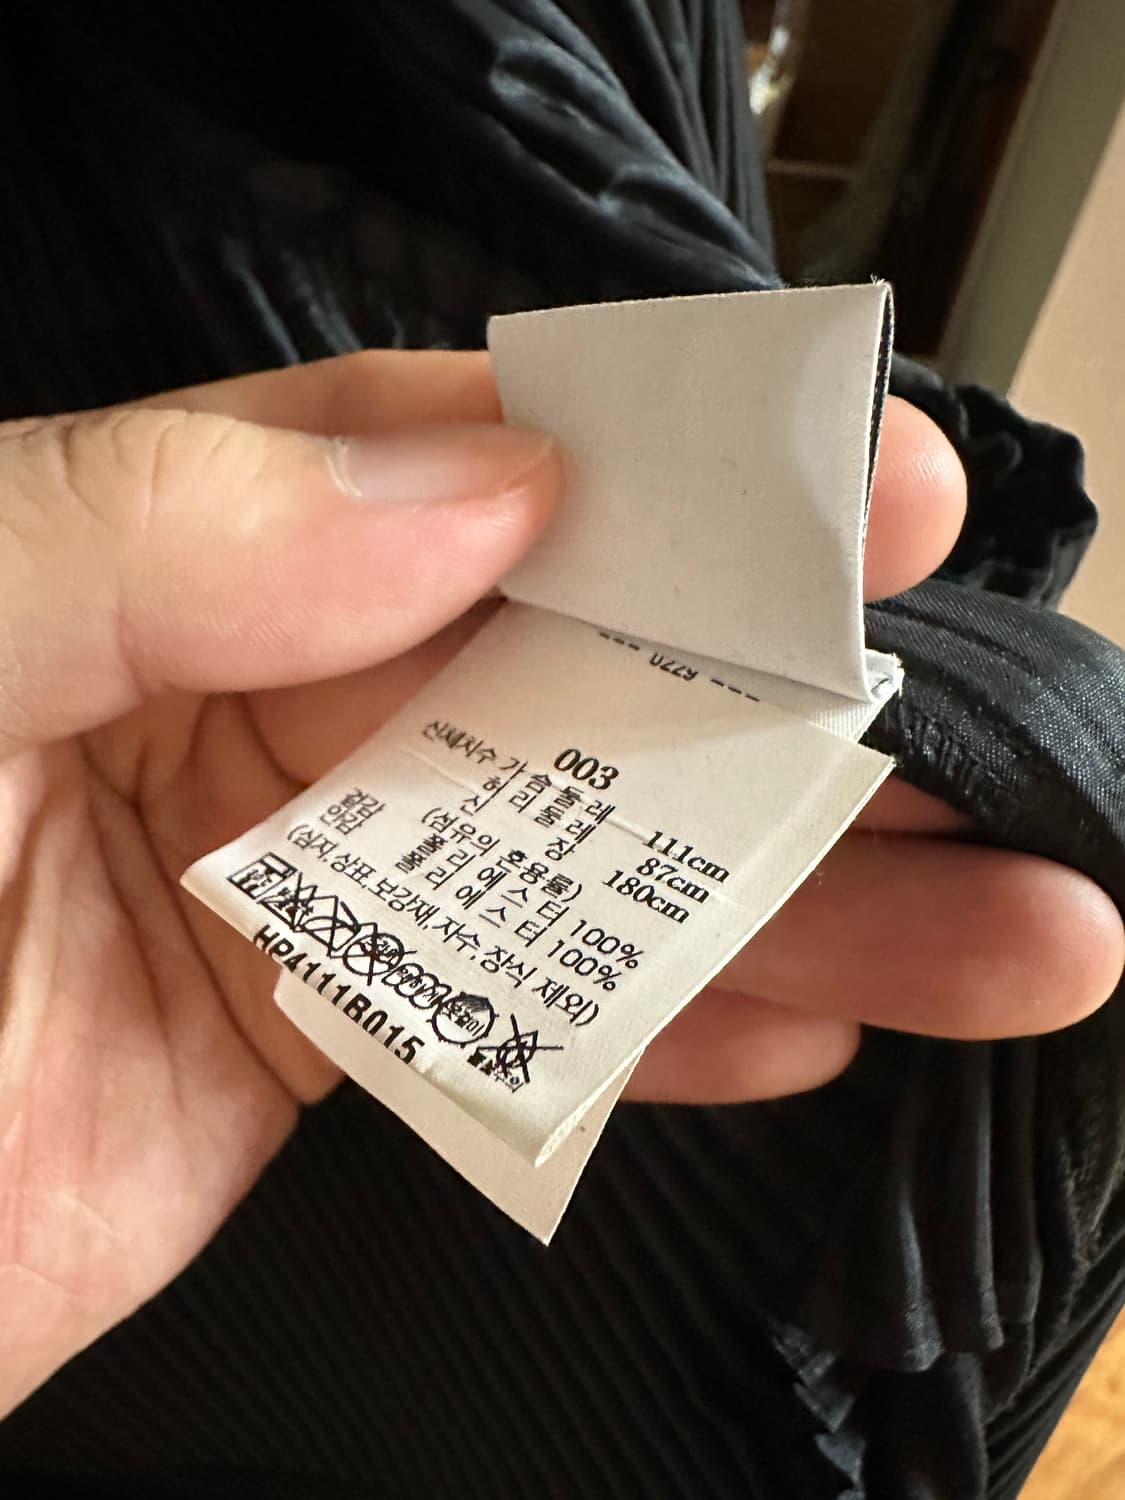 003
신체치수 가슴둘레 111cm
허리둘레 87cm
신장 180cm
(섬유의 혼용률)
겉감 폴리에스터 100%
안감 폴리에스터 100%
(심지,상표,보강재,자수,장식 제외)
HP4111B015